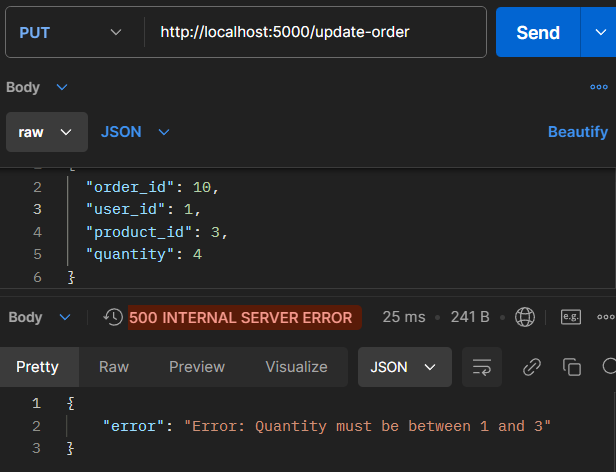 PUT http://localhost:5000/update-order Send
Body
raw JSON Beautify
2 "order_id": 10,
3 "user_id": 1,
4 "product_id": 3,
5 "quantity": 4
6 }
Body 500 INTERNAL SERVER ERROR 25 ms 241 B e.g.
Pretty Raw Preview Visualize JSON
1 {
2 "error": "Error: Quantity must be between 1 and 3"
3 }